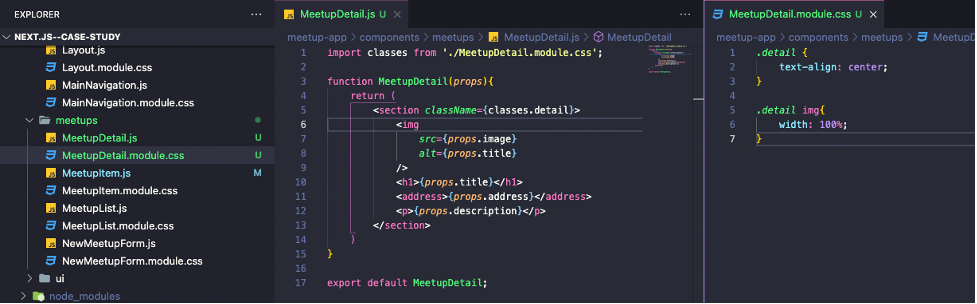 EXPLORER
NEXT.JS--CASE-STUDY
Layout.js
Layout.module.css
MainNavigation.js
MainNavigation.module.css
meetups
MeetupDetail.js U
MeetupDetail.module.css U
MeetupItem.js M
MeetupItem.module.css
MeetupList.js
MeetupList.module.css
NewMeetupForm.js
NewMeetupForm.module.css
ui
node_modules
MeetupDetail.js U
meetup-app > components > meetups > MeetupDetail.js > MeetupDetail
1 import classes from './MeetupDetail.module.css';
2
3 function MeetupDetail(props){
4 return (
5 <section className={classes.detail}>
6 <img
7 src={props.image}
8 alt={props.title}
9 />
10 <h1>{props.title}</h1>
11 <address>{props.address}</address>
12 <p>{props.description}</p>
13 </section>
14 )
15 }
16
17 export default MeetupDetail;
MeetupDetail.module.css U
meetup-app > components > meetups > MeetupD
1 .detail {
2 text-align: center;
3 }
4
5 .detail img{
6 width: 100%;
7 }